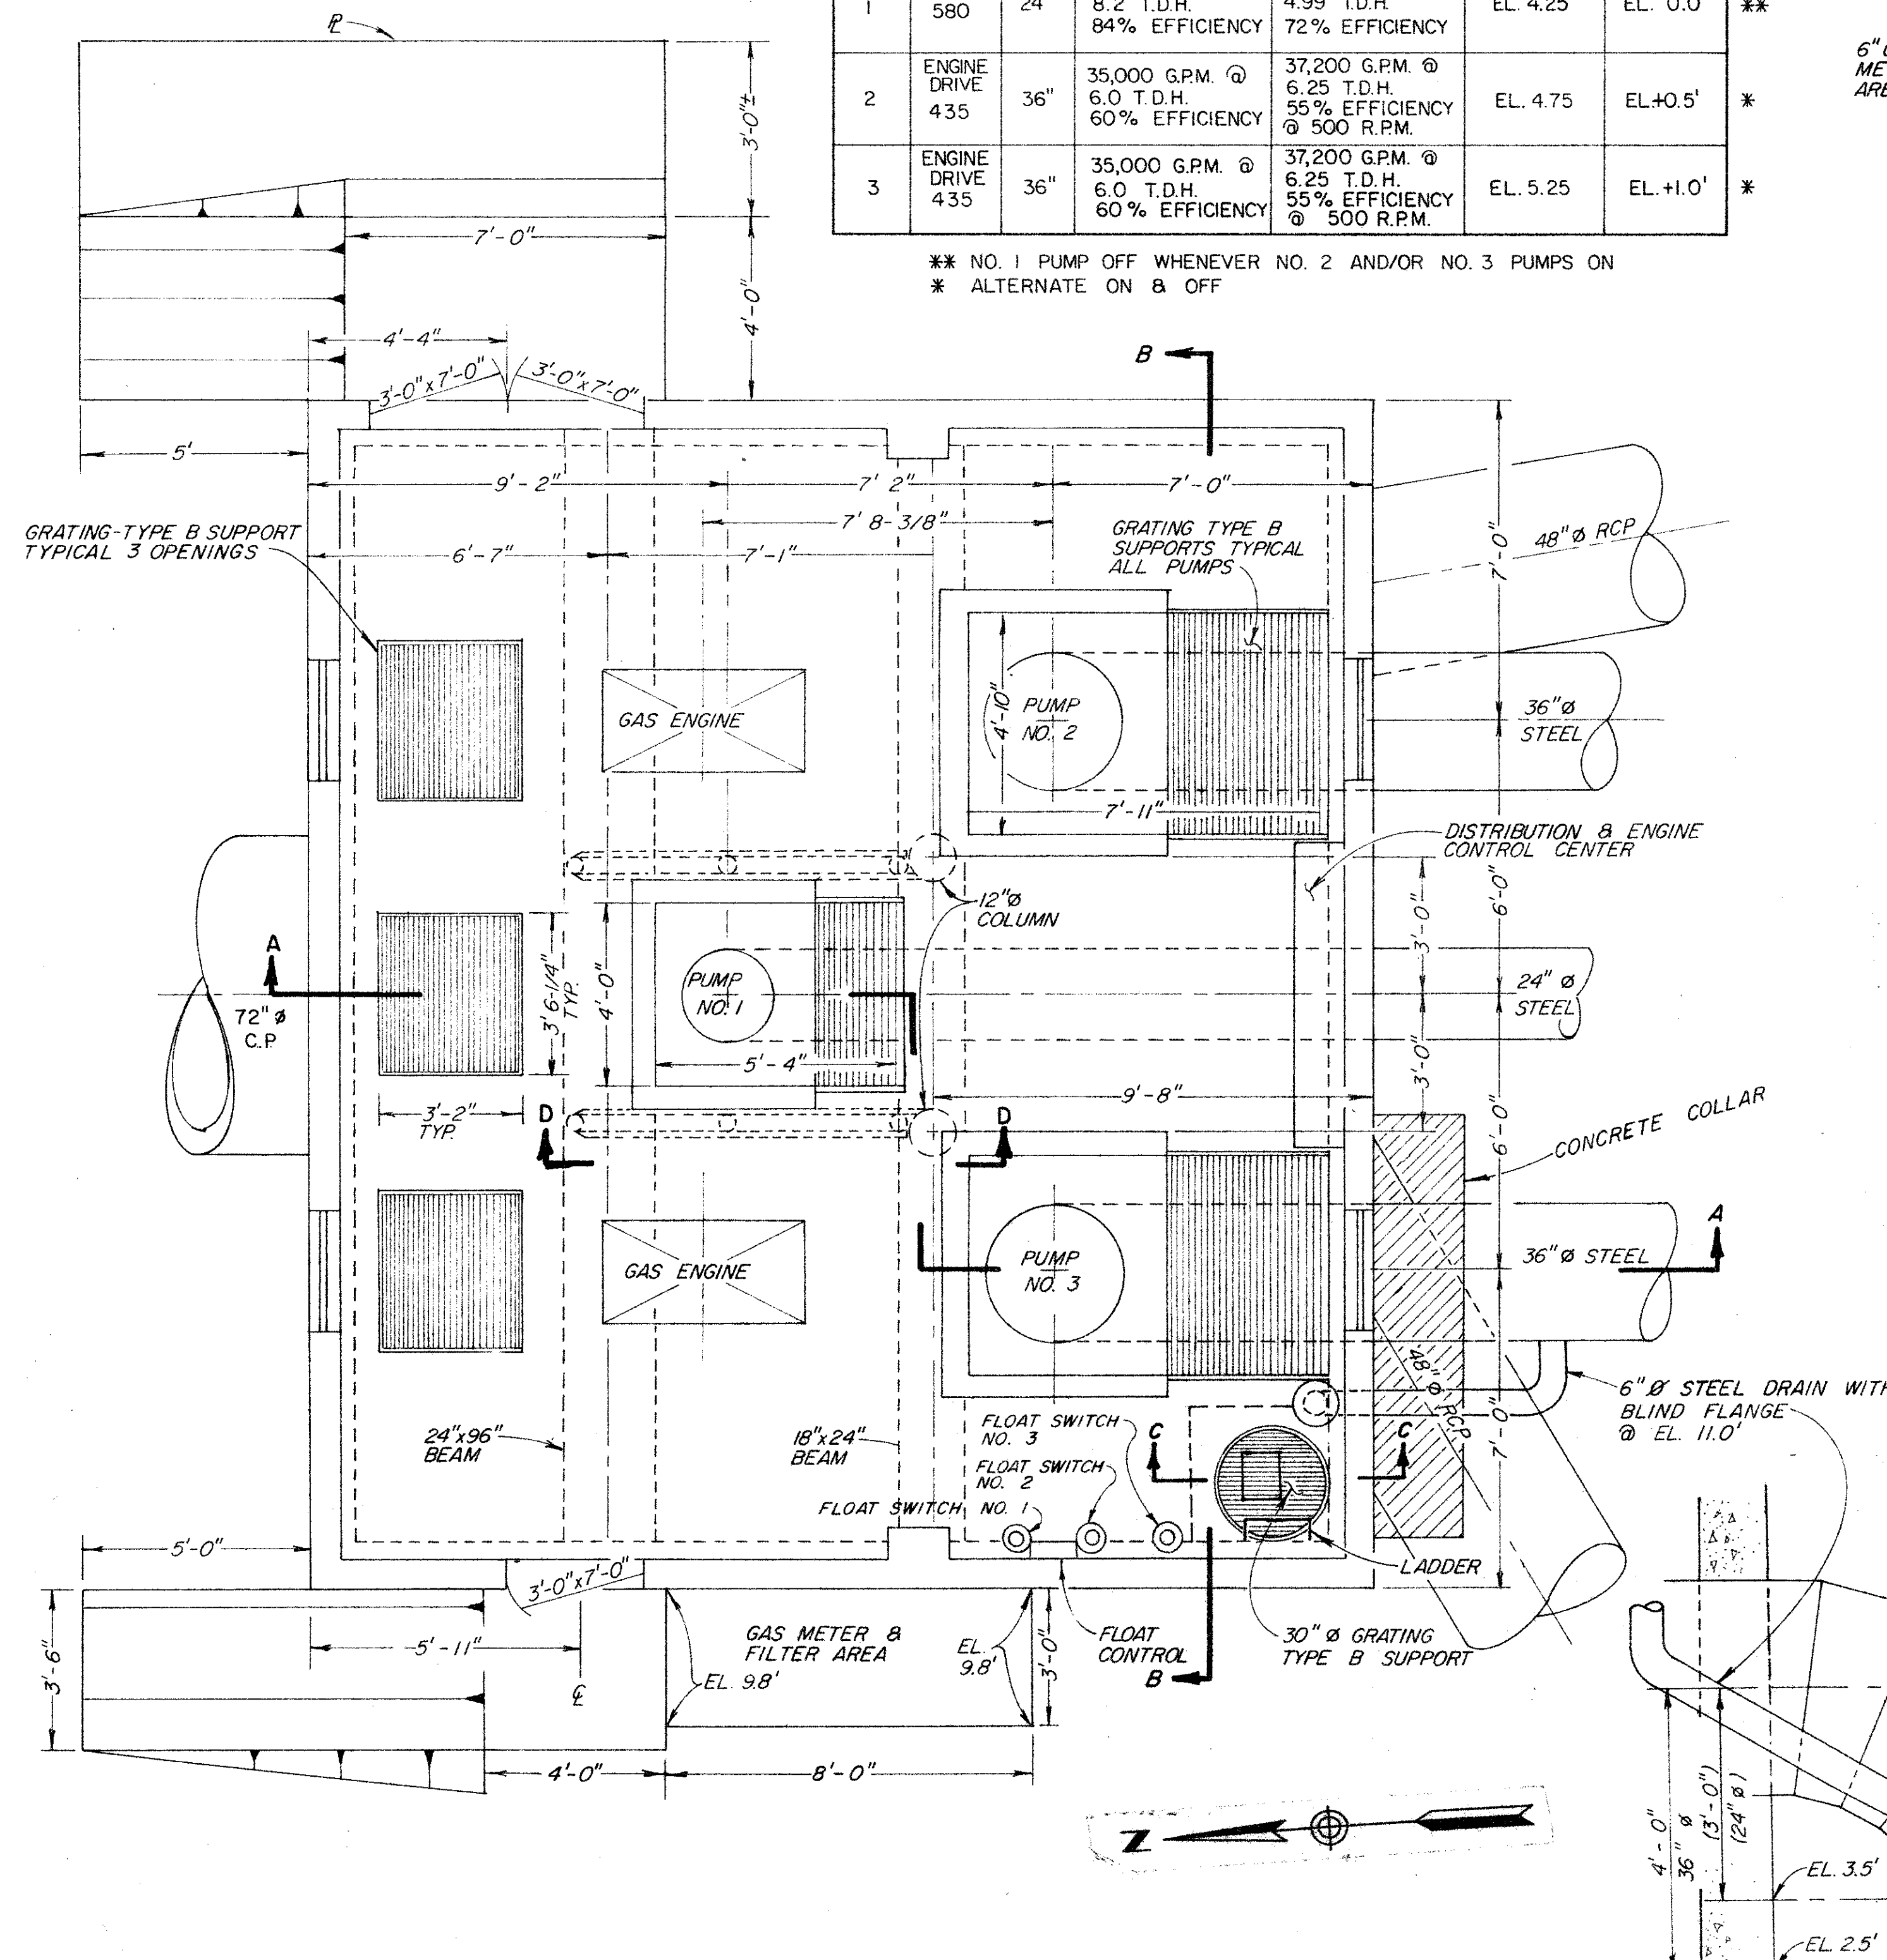 1
580
24"
8.2 T.D.H.
84% EFFICIENCY
4.99 T.D.H.
72% EFFICIENCY
EL. 4.25
EL. 0.0
**
2
ENGINE
DRIVE
435
36"
35,000 G.P.M. @
6.0 T.D.H.
60% EFFICIENCY
37,200 G.P.M. @
6.25 T.D.H.
55% EFFICIENCY
@ 500 R.P.M.
EL. 4.75
EL.+0.5'
*
3
ENGINE
DRIVE
435
36"
35,000 G.P.M. @
6.0 T.D.H.
60% EFFICIENCY
37,200 G.P.M. @
6.25 T.D.H.
55% EFFICIENCY
@ 500 R.P.M.
EL. 5.25
EL.+1.0'
*
** NO. 1 PUMP OFF WHENEVER NO. 2 AND/OR NO. 3 PUMPS ON
* ALTERNATE ON & OFF
6"
ARE
℄
3'-0"±
7'-0"
4'-0"
4'-4"
3'-0"x7'-0"
3'-0"x7'-0"
B
5'
9'-2"
7' 2"
7'-0"
7' 8-3/8"
6'-7"
7'-1"
GRATING-TYPE B SUPPORT
TYPICAL 3 OPENINGS
GRATING TYPE B
SUPPORTS TYPICAL
ALL PUMPS
48"Ø RCP
7'-0"
GAS ENGINE
4'-10"
PUMP
NO. 2
36"Ø
STEEL
7'-11"
DISTRIBUTION & ENGINE
CONTROL CENTER
12"Ø
COLUMN
3'-0"
6'-0"
A
72" Ø
C.P.
3' 6-1/4"
TYP.
4'-0"
PUMP
NO. 1
24" Ø
STEEL
5'-4"
3'-0"
9'-8"
3'-2"
TYP.
D
D
6'-0"
CONCRETE COLLAR
GAS ENGINE
PUMP
NO. 3
36" Ø STEEL
A
48" Ø RCP
7'-0"
6" Ø STEEL DRAIN WITH
BLIND FLANGE
@ EL. 11.0'
24"x96"
BEAM
18"x24"
BEAM
FLOAT SWITCH
NO. 3
FLOAT SWITCH
NO. 2
FLOAT SWITCH NO. 1
C
C
5'-0"
3'-0"x7'-0"
LADDER
3'-6"
5'-11"
℄
GAS METER &
FILTER AREA
EL. 9.8'
EL.
9.8'
3'-0"
FLOAT
CONTROL
B
30" Ø GRATING
TYPE B SUPPORT
4'-0"
8'-0"
Z
4'-0"
36" Ø
(3'-0")
(24" Ø)
EL. 3.5'
EL. 2.5'